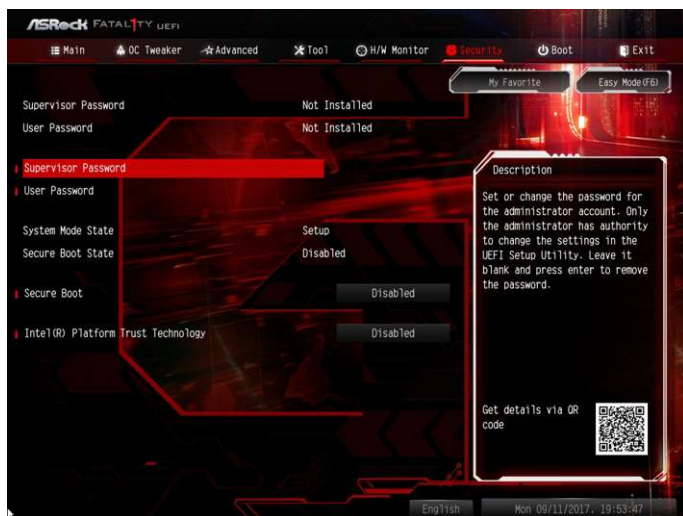 ASRock FATAL1TY UEFI
Main OC Tweaker Advanced Tool H/W Monitor Security Boot Exit
My Favorite Easy Mode(F6)
Supervisor Password Not Installed
User Password Not Installed
Supervisor Password
User Password
System Mode State Setup
Secure Boot State Disabled
Secure Boot Disabled
Intel(R) Platform Trust Technology Disabled
Description
Set or change the password for
the administrator account. Only
the administrator has authority
to change the settings in the
UEFI Setup Utility. Leave it
blank and press enter to remove
the password.
Get details via QR
code
English Mon 09/11/2017, 19:53:47